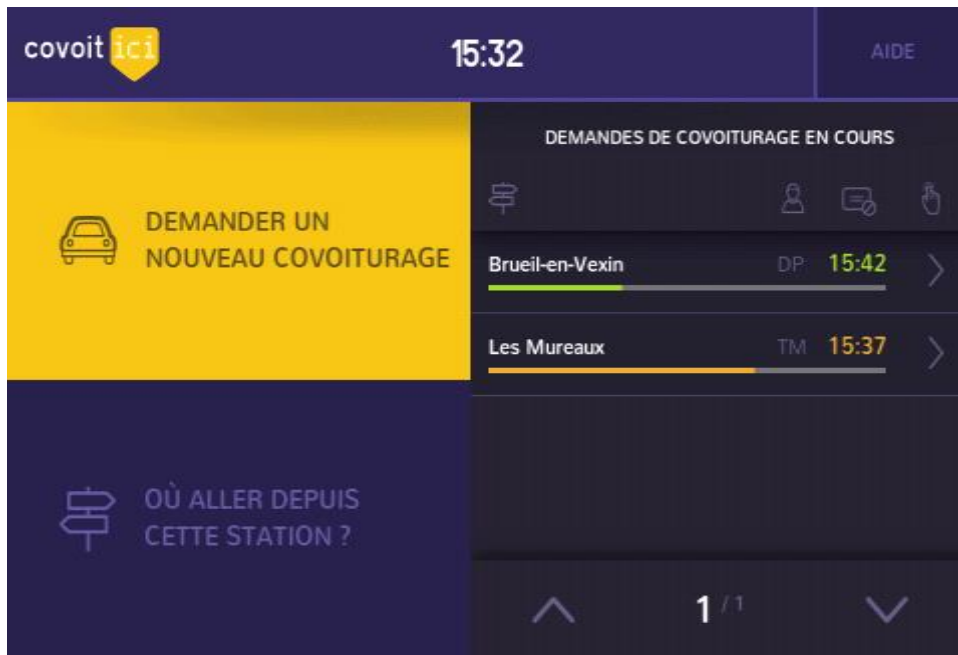 covoit ici
15:32
AIDE
DEMANDER UN
NOUVEAU COVOITURAGE
OÙ ALLER DEPUIS
CETTE STATION ?
DEMANDES DE COVOITURAGE EN COURS
Brueil-en-Vexin DP 15:42
Les Mureaux TM 15:37
1 / 1